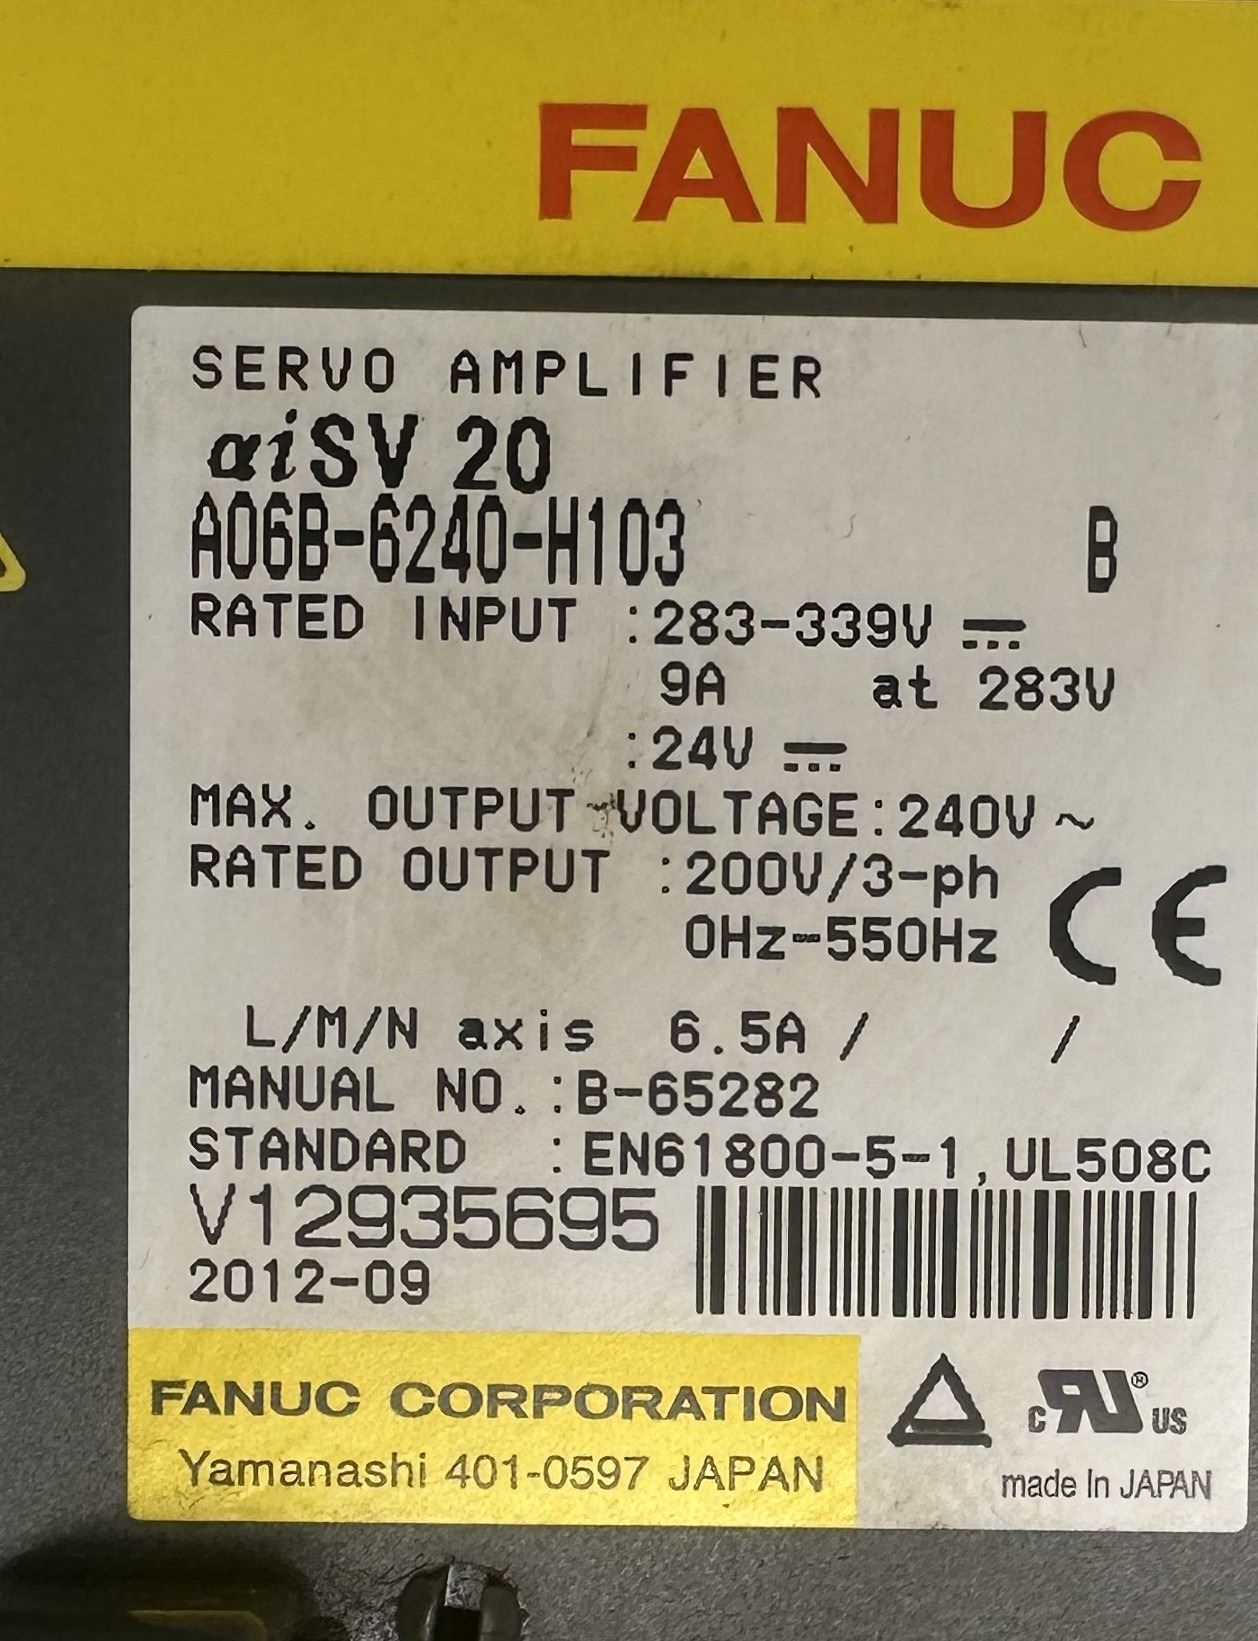 FANUC
SERVO AMPLIFIER
αiSV 20
A06B-6240-H103 B
RATED INPUT :283-339V ⎓
9A at 283V
:24V ⎓
MAX. OUTPUT VOLTAGE:240V~
RATED OUTPUT :200V/3-ph
0Hz-550Hz
CE
L/M/N axis 6.5A / /
MANUAL NO.:B-65282
STANDARD :EN61800-5-1,UL508C
V12935695
2012-09
FANUC CORPORATION
Yamanashi 401-0597 JAPAN
c RU ® US
made In JAPAN